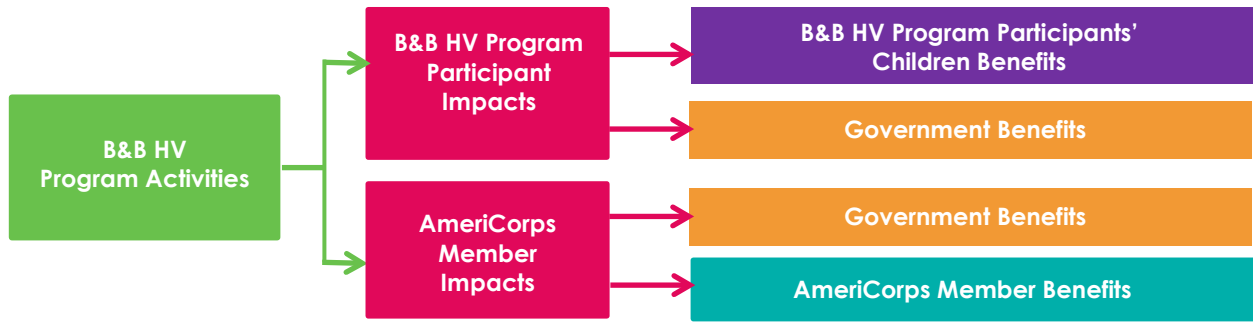 B&B HV
Program Activities
B&B HV Program
Participant
Impacts
B&B HV Program Participants’
Children Benefits
Government Benefits
AmeriCorps
Member
Impacts
Government Benefits
AmeriCorps Member Benefits